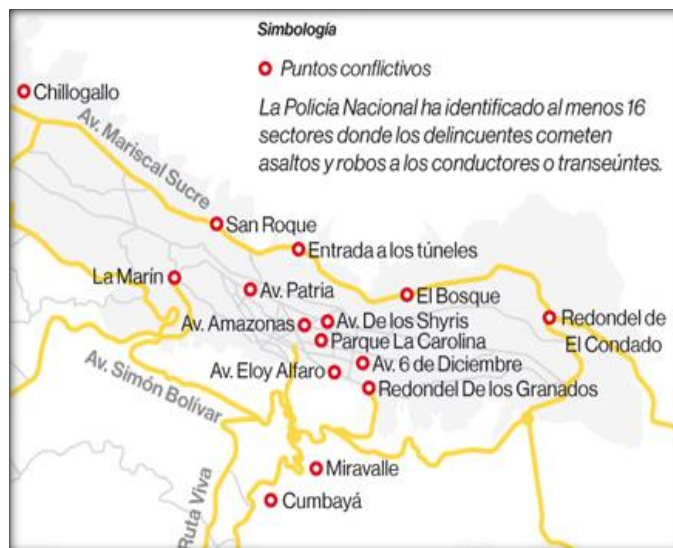 Simbología
Puntos conflictivos
La Policía Nacional ha identificado al menos 16
sectores donde los delincuentes cometen
asaltos y robos a los conductores o transeúntes.
Chillogallo
Av. Mariscal Sucre
San Roque
Entrada a los túneles
La Marín
Av. Patria
El Bosque
Av. Amazonas
Av. De los Shyris
Redondel de
El Condado
Parque La Carolina
Av. Eloy Alfaro
Av. 6 de Diciembre
Redondel De los Granados
Av. Simón Bolívar
Miravalle
Cumbayá
Ruta Viva